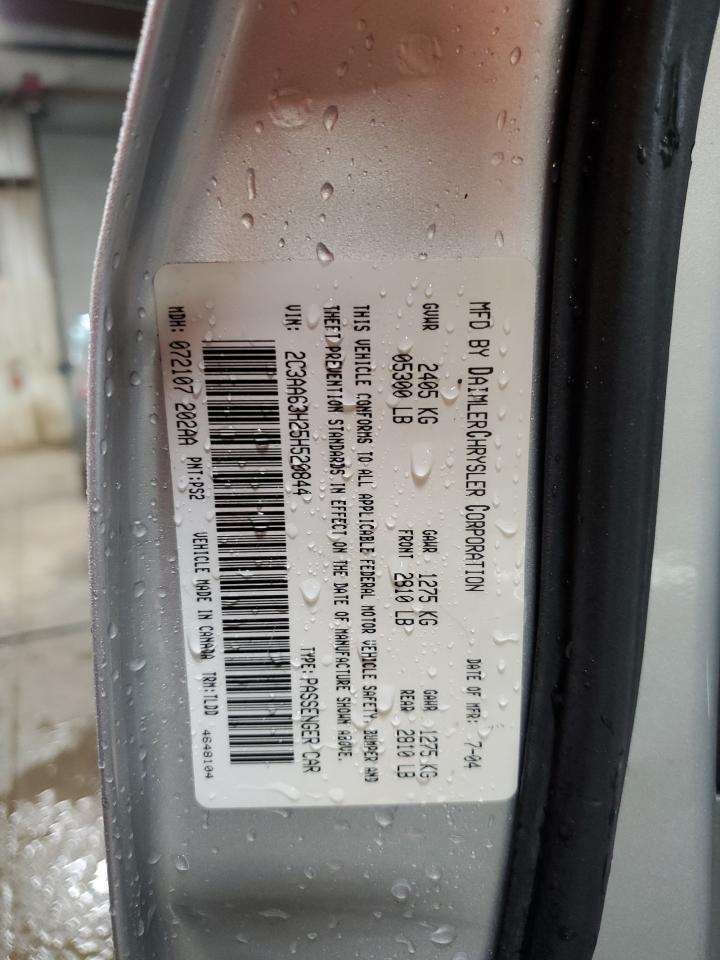 MFD BY DAIMLERCHRYSLER CORPORATION DATE OF MFR: 7-04
GVWR 2405 KG GAWR 1275 KG GAWR 1275 KG
05300 LB FRONT 2810 LB REAR 2810 LB
THIS VEHICLE CONFORMS TO ALL APPLICABLE FEDERAL MOTOR VEHICLE SAFETY, BUMPER AND
THEFT PREVENTION STANDARDS IN EFFECT ON THE DATE OF MANUFACTURE SHOWN ABOVE.
VIN: 2C3AA63H25H520844 TYPE: PASSENGER CAR
MDH: 072107 202AA PNT:PS2 VEHICLE MADE IN CANADA TRM:TLDD
4648104